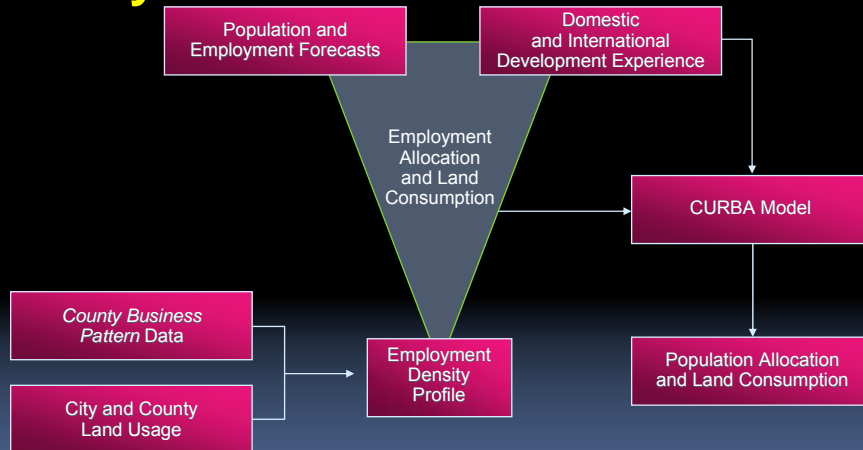 Population and
Employment Forecasts
Domestic
and International
Development Experience
Employment
Allocation
and Land
Consumption
CURBA Model
County Business
Pattern Data
Employment
Density
Profile
Population Allocation
and Land Consumption
City and County
Land Usage